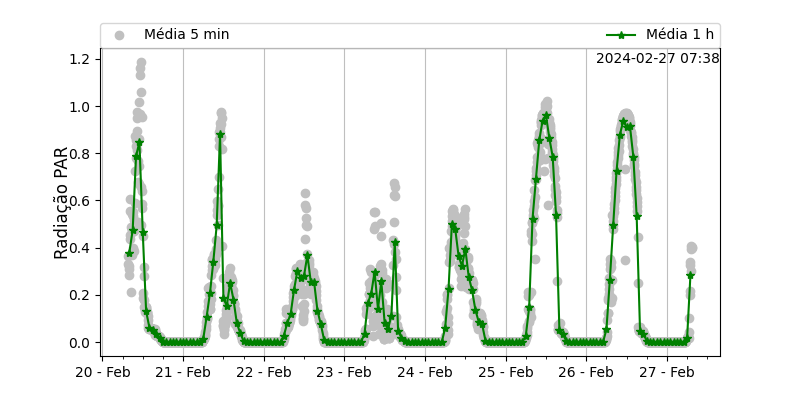 Média 5 min
Média 1 h
2024-02-27 07:38
Radiação PAR
1.2
1.0
0.8
0.6
0.4
0.2
0.0
20 - Feb
21 - Feb
22 - Feb
23 - Feb
24 - Feb
25 - Feb
26 - Feb
27 - Feb